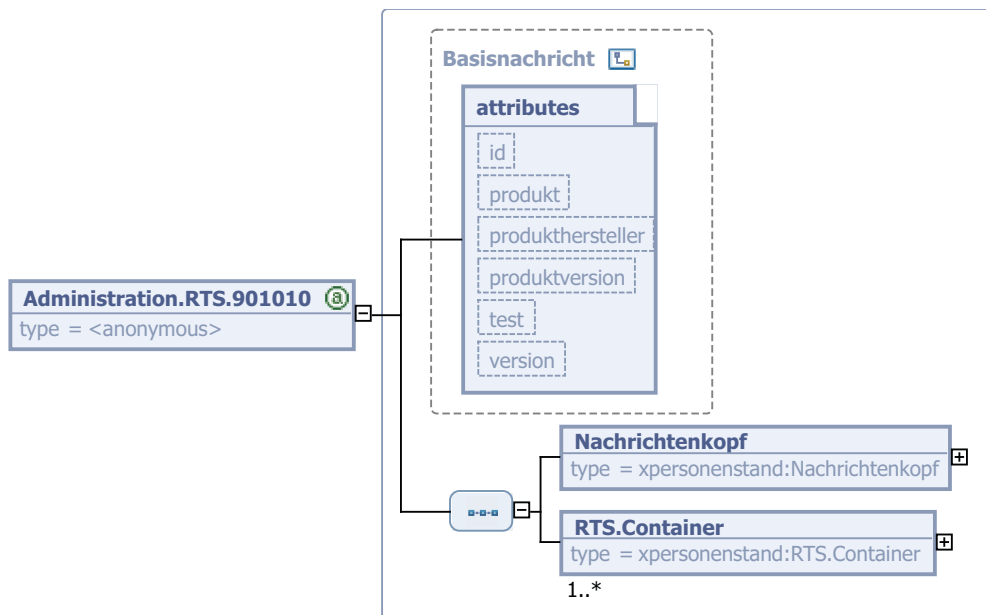 Basisnachricht
attributes
id
produkt
produkthersteller
produktversion
test
version
Administration.RTS.901010 a
type = <anonymous>
Nachrichtenkopf
type = xpersonenstand:Nachrichtenkopf
RTS.Container
type = xpersonenstand:RTS.Container
1..*